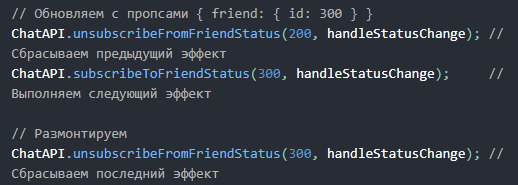 // Обновляем с пропсами { friend: { id: 300 } }
ChatAPI.unsubscribeFromFriendStatus(200, handleStatusChange); //
Сбрасываем предыдущий эффект
ChatAPI.subscribeToFriendStatus(300, handleStatusChange);     //
Выполняем следующий эффект

// Размонтируем
ChatAPI.unsubscribeFromFriendStatus(300, handleStatusChange); //
Сбрасываем последний эффект